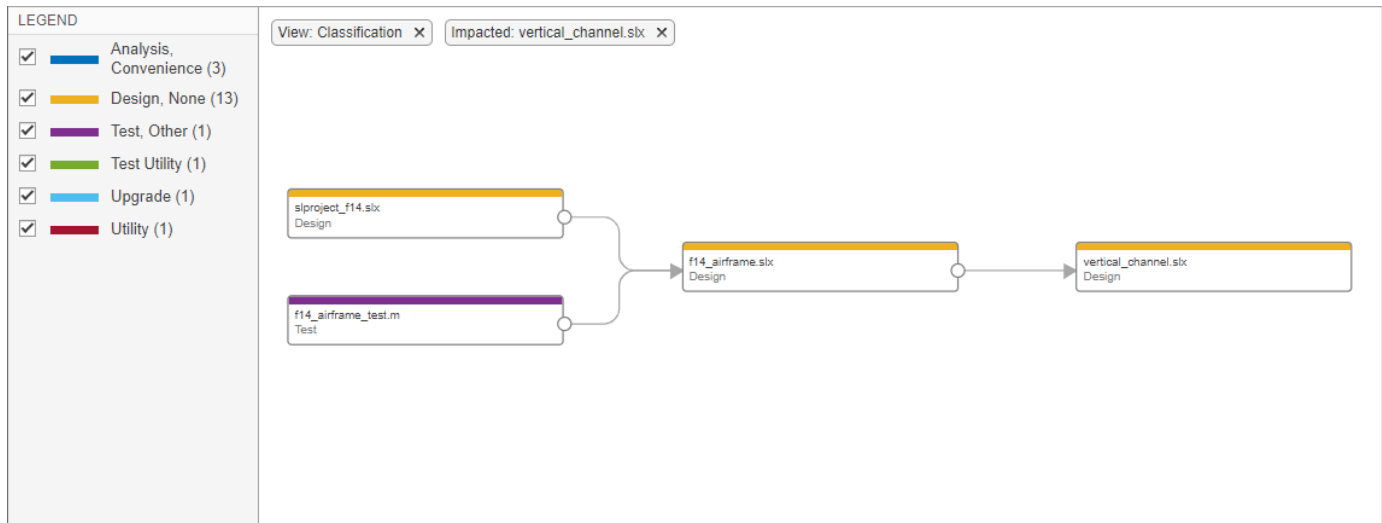 LEGEND
Analysis,
Convenience (3)
Design, None (13)
Test, Other (1)
Test Utility (1)
Upgrade (1)
Utility (1)
View: Classification
Impacted: vertical_channel.slx
slproject_f14.slx
Design
f14_airframe_test.m
Test
f14_airframe.slx
Design
vertical_channel.slx
Design